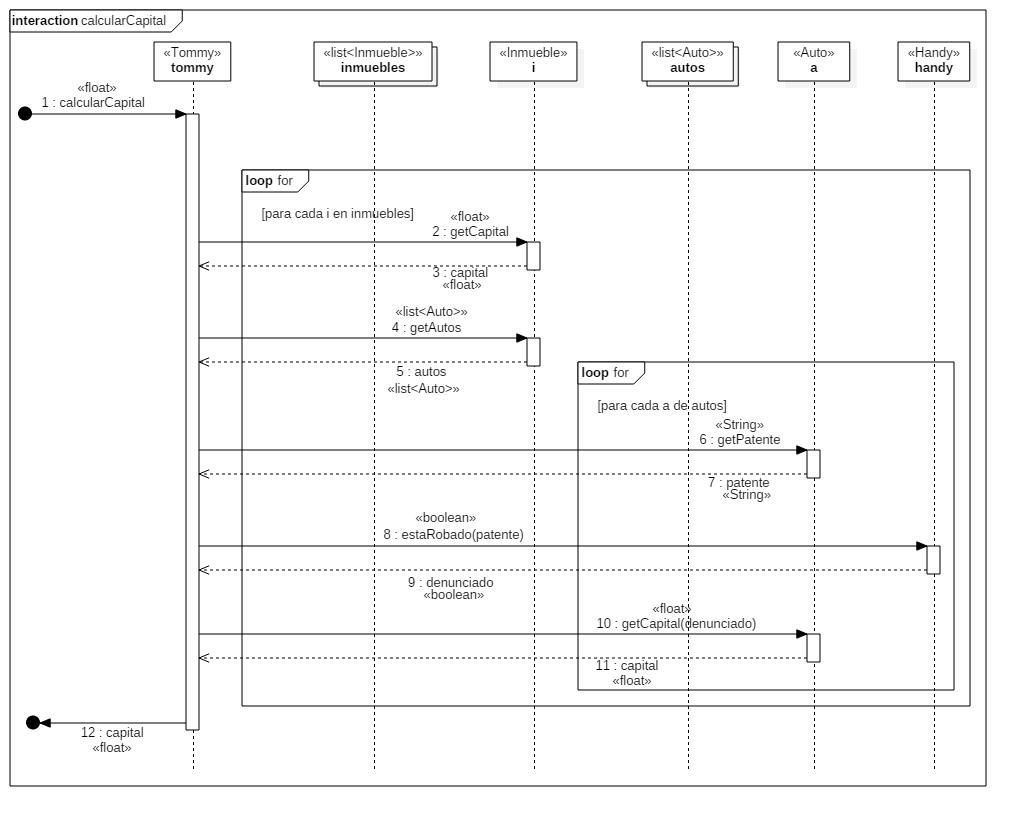 interaction calcularCapital
«Tommy»
tommy
«list<Inmueble>»
inmuebles
«Inmueble»
i
«list<Auto>»
autos
«Auto»
a
«Handy»
handy
«float»
1 : calcularCapital
loop for
[para cada i en inmuebles]
«float»
2 : getCapital
3 : capital
«float»
«list<Auto>»
4 : getAutos
5 : autos
«list<Auto>»
loop for
[para cada a de autos]
«String»
6 : getPatente
7 : patente
«String»
«boolean»
8 : estaRobado(patente)
9 : denunciado
«boolean»
«float»
10 : getCapital(denunciado)
11 : capital
«float»
12 : capital
«float»